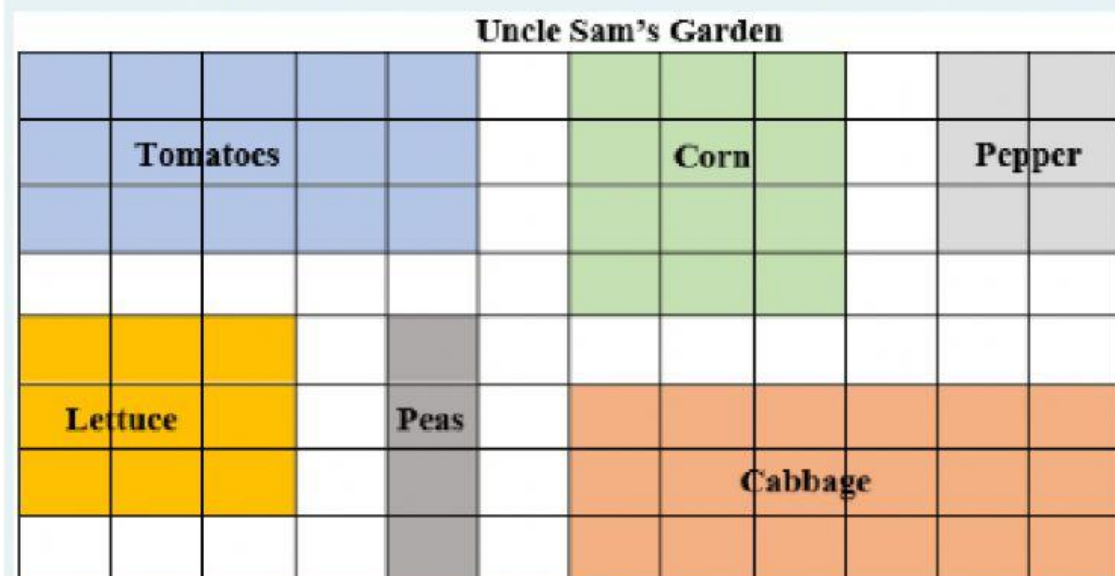 Uncle Sam's Garden
Tomatoes
Corn
Pepper
Lettuce
Peas
Cabbage